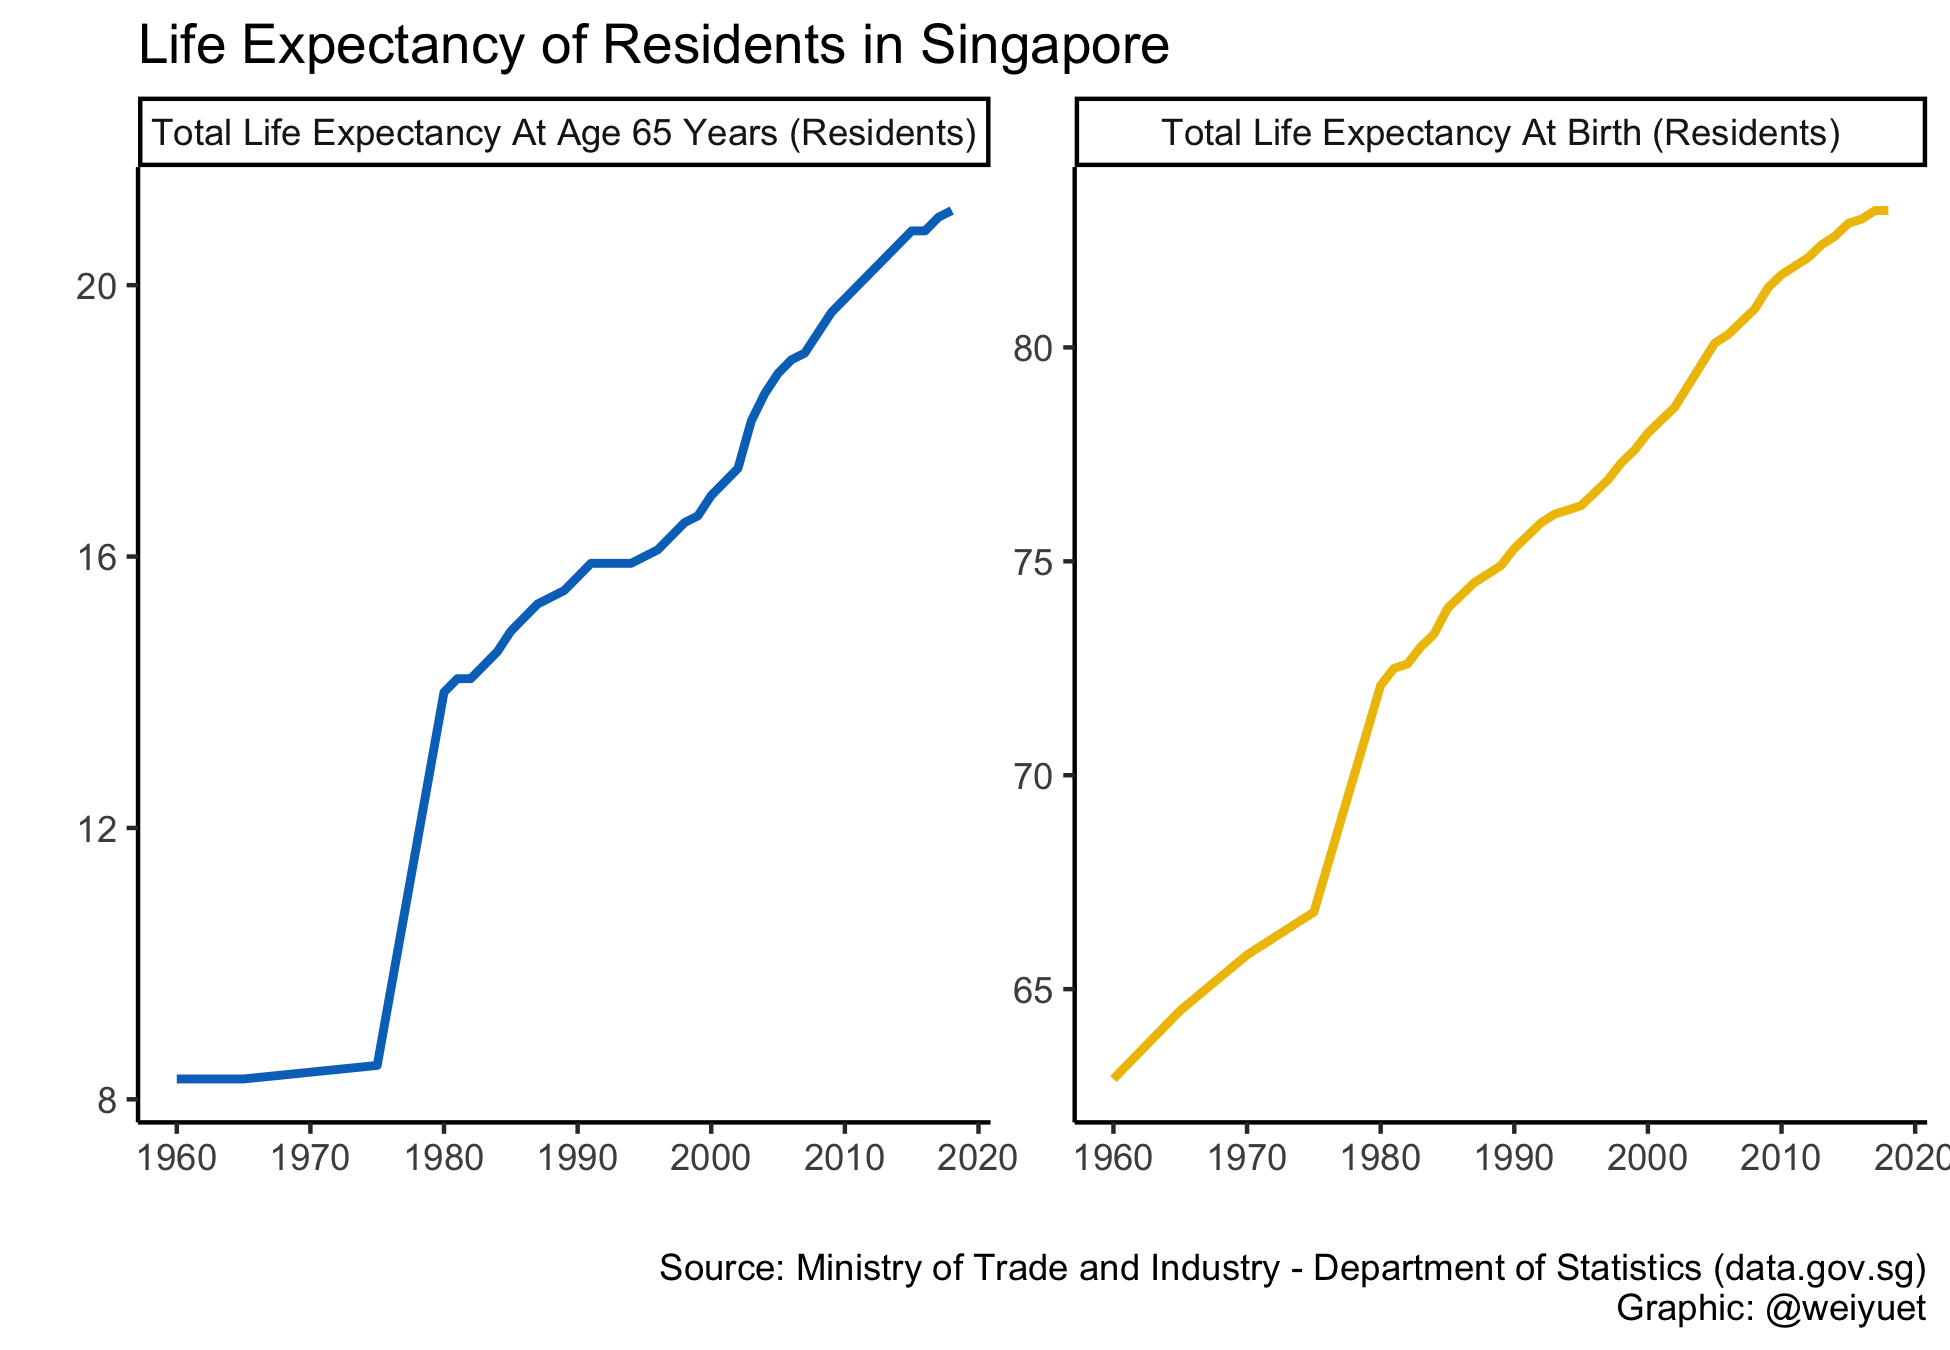 Life Expectancy of Residents in Singapore
Total Life Expectancy At Age 65 Years (Residents)
20
16
12
8
1960 1970 1980 1990 2000 2010 2020
Total Life Expectancy At Birth (Residents)
80
75
70
65
1960 1970 1980 1990 2000 2010 2020
Source: Ministry of Trade and Industry - Department of Statistics (data.gov.sg)
Graphic: @weiyuet